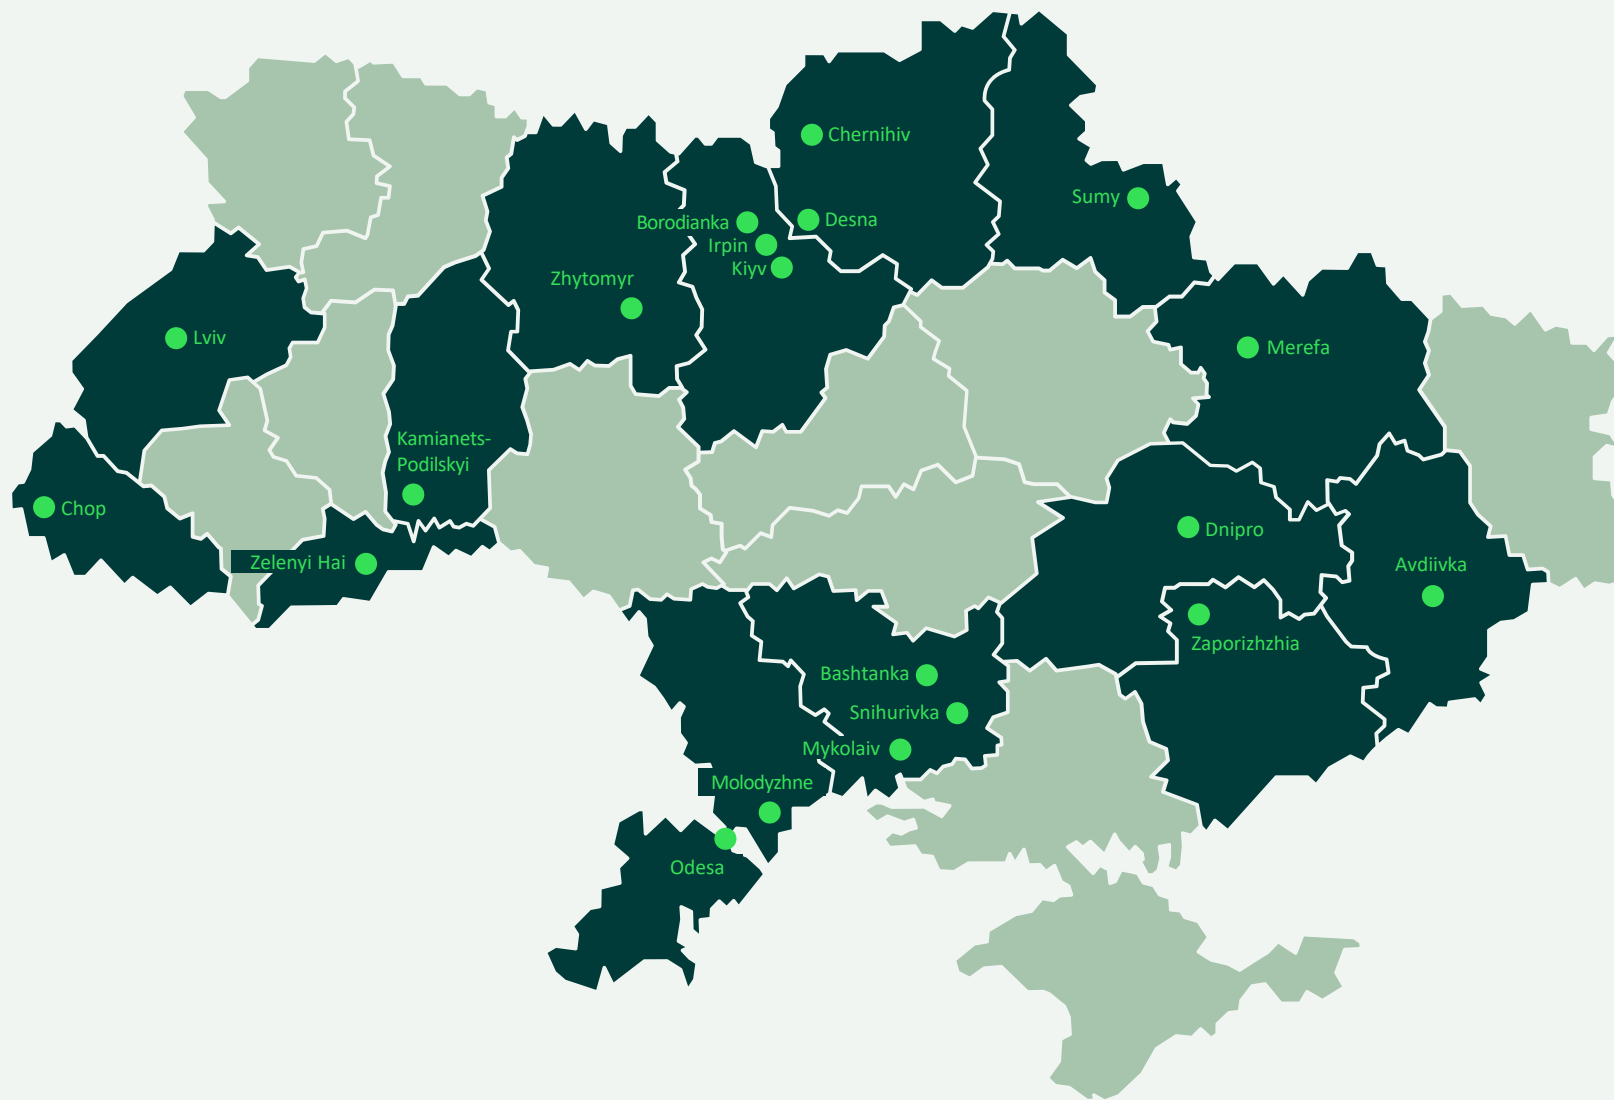 Chernihiv
Sumy
Borodianka
Desna
Irpin
Kiyv
Zhytomyr
Lviv
Merefa
Kamianets-
Podilskyi
Chop
Dnipro
Zelenyi Hai
Avdiivka
Zaporizhzhia
Bashtanka
Snihurivka
Mykolaiv
Molodyzhne
Odesa